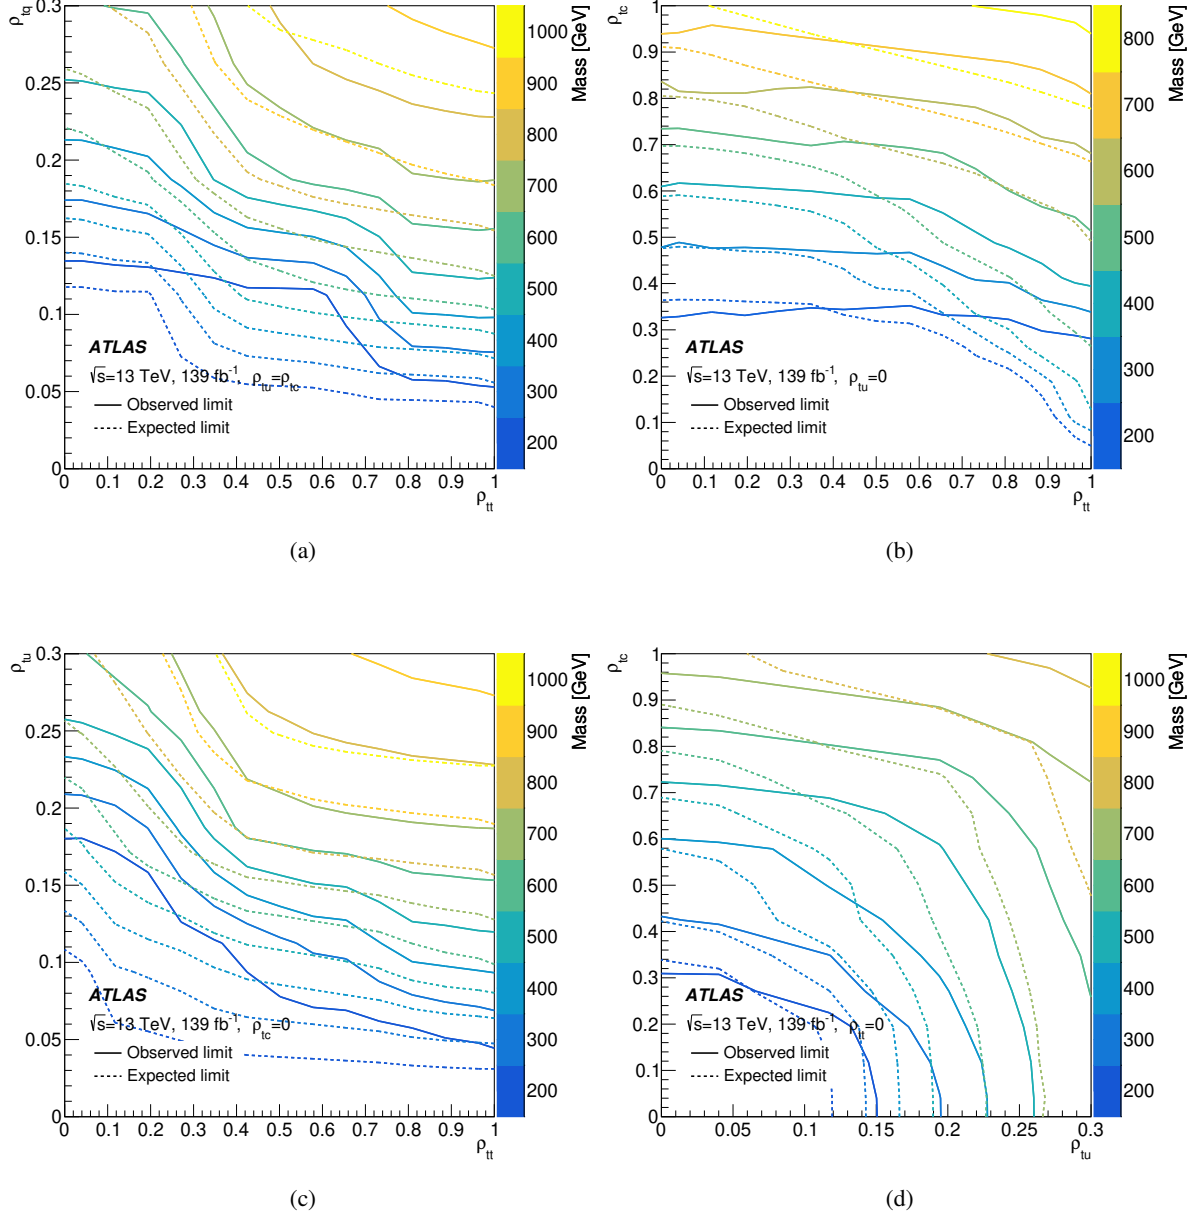 ρtq
0.3
0.25
0.2
0.15
0.1
0.05
0
0 0.1 0.2 0.3 0.4 0.5 0.6 0.7 0.8 0.9 1
ρtt
ATLAS
√s=13 TeV, 139 fb-1, ρtu=ρtc
Observed limit
Expected limit
1000
900
800
700
600
500
400
300
200
Mass [GeV]
(a)
ρtc
1
0.9
0.8
0.7
0.6
0.5
0.4
0.3
0.2
0.1
0
0 0.1 0.2 0.3 0.4 0.5 0.6 0.7 0.8 0.9 1
ρtt
ATLAS
√s=13 TeV, 139 fb-1, ρtu=0
Observed limit
Expected limit
800
700
600
500
400
300
200
Mass [GeV]
(b)
ρtu
0.3
0.25
0.2
0.15
0.1
0.05
0
0 0.1 0.2 0.3 0.4 0.5 0.6 0.7 0.8 0.9 1
ρtt
ATLAS
√s=13 TeV, 139 fb-1, ρtc=0
Observed limit
Expected limit
1000
900
800
700
600
500
400
300
200
Mass [GeV]
(c)
ρtc
1
0.9
0.8
0.7
0.6
0.5
0.4
0.3
0.2
0.1
0
0 0.05 0.1 0.15 0.2 0.25 0.3
ρtu
ATLAS
√s=13 TeV, 139 fb-1, ρtt=0
Observed limit
Expected limit
1000
900
800
700
600
500
400
300
200
Mass [GeV]
(d)